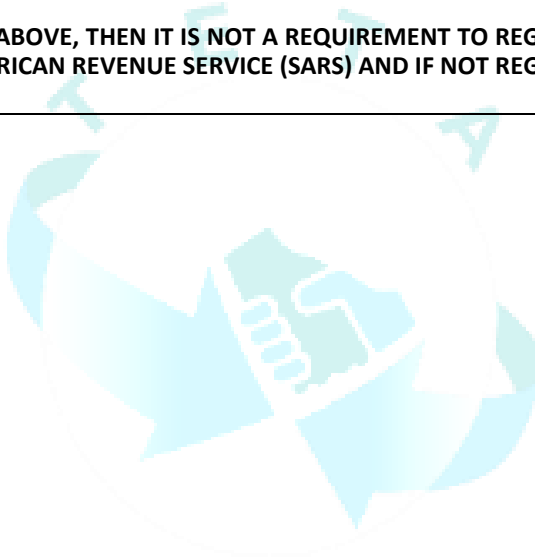 ABOVE, THEN IT IS NOT A REQUIREMENT TO REG
RICAN REVENUE SERVICE (SARS) AND IF NOT REG
T E T A